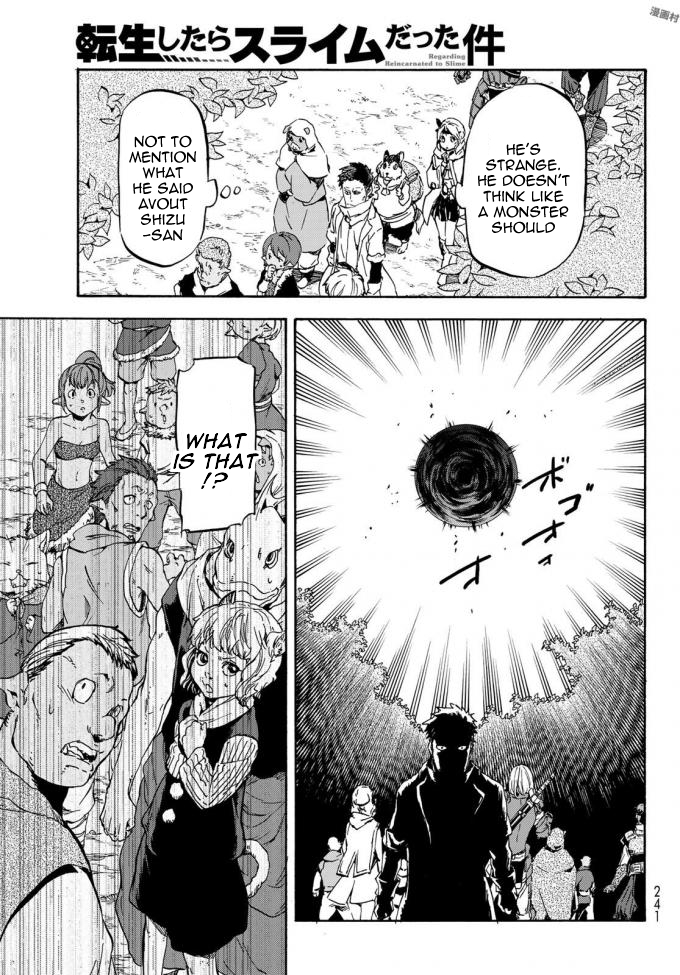 漫画村
転生したらスライムだった件
Regarding
Reincarnated to Slime
HE'S
STRANGE.
HE DOESN'T
THINK LIKE
A MONSTER
SHOULD
NOT TO
MENTION
WHAT
HE SAID
AVOUT
SHIZU
-SAN
ボ
ゴォ
オ
オ
WHAT
IS THAT
!?
241